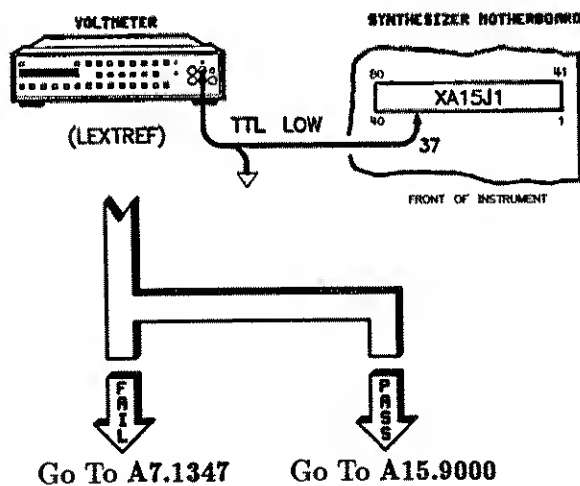 VOLTMETER
SYNTHESIZER MOTHERBOARD
80 41
XA15J1
(LEXTREF)
TTL LOW
40 1
37
FRONT OF INSTRUMENT
FAIL
PASS
Go To A7.1347
Go To A15.9000